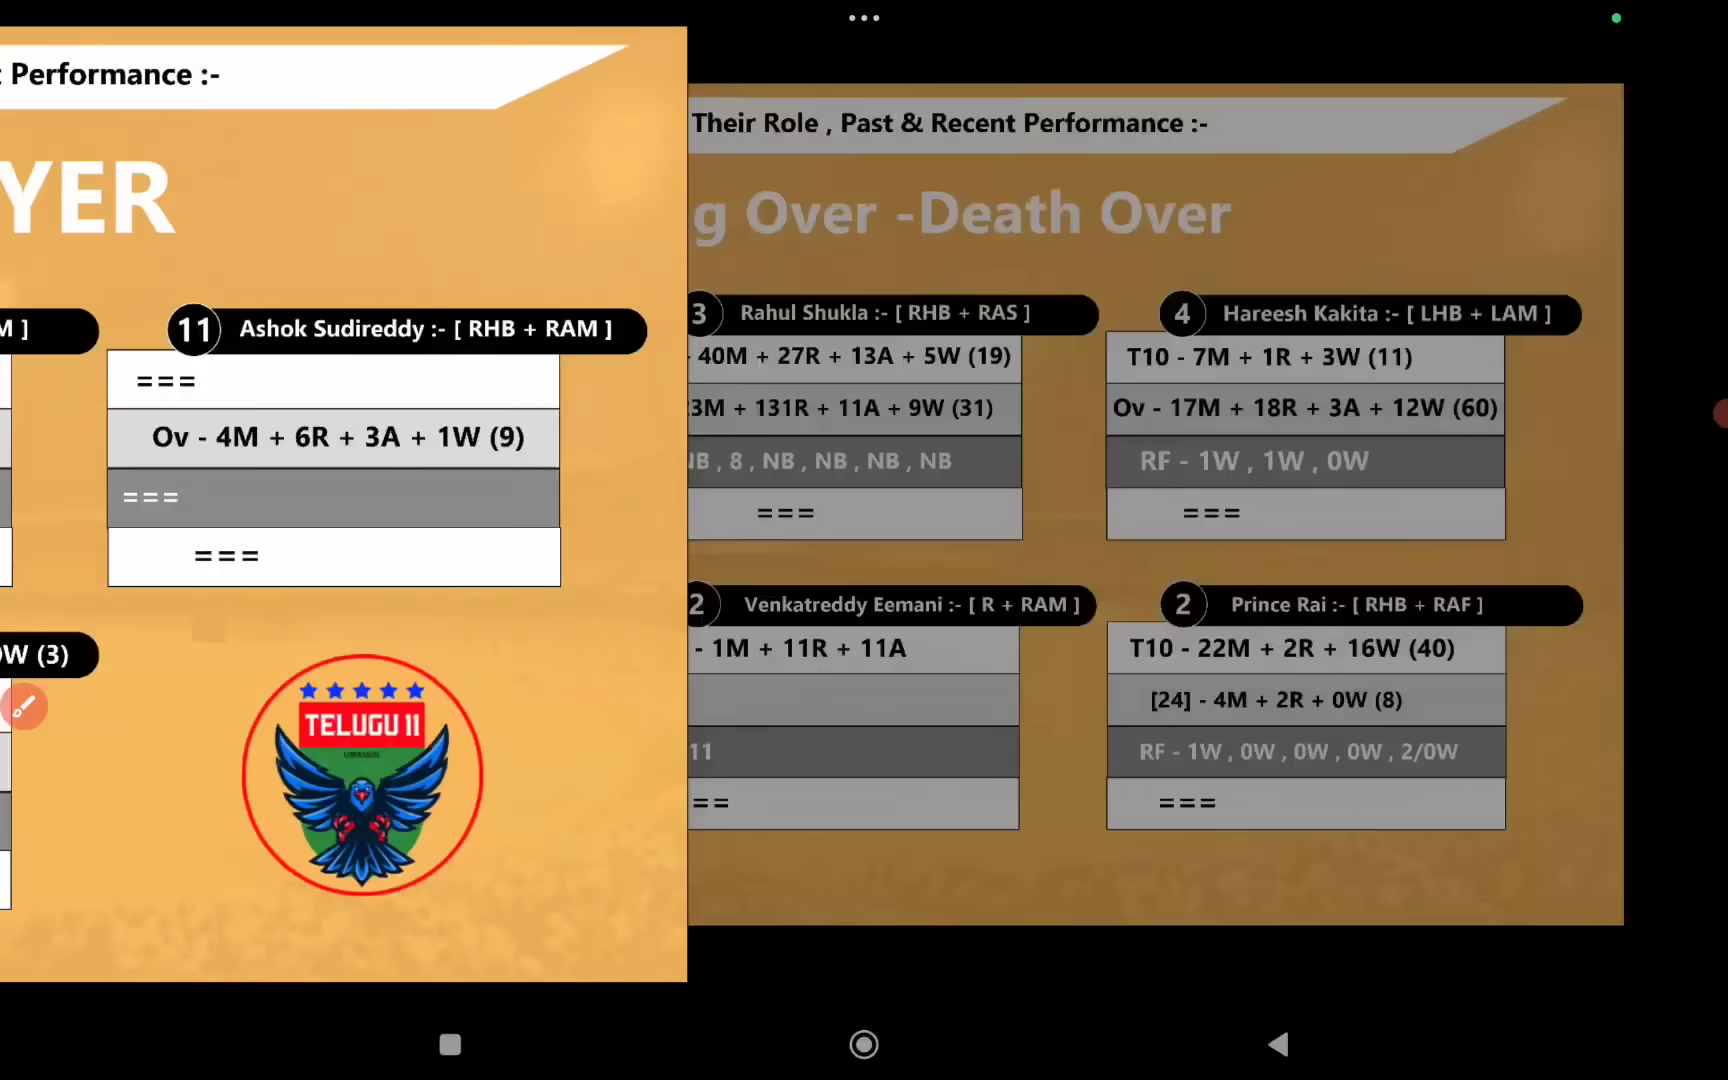 Performance :-
YER
M ]
11 Ashok Sudireddy :- [ RHB + RAM ]
===
Ov - 4M + 6R + 3A + 1W (9)
===
===
W (3)
TELUGU 11
Their Role , Past & Recent Performance :-
g Over -Death Over
3 Rahul Shukla :- [ RHB + RAS ]
- 40M + 27R + 13A + 5W (19)
3M + 131R + 11A + 9W (31)
NB , 8 , NB , NB , NB , NB
===
4 Hareesh Kakita :- [ LHB + LAM ]
T10 - 7M + 1R + 3W (11)
Ov - 17M + 18R + 3A + 12W (60)
RF - 1W , 1W , 0W
===
2 Venkatreddy Eemani :- [ R + RAM ]
- 1M + 11R + 11A
11
==
2 Prince Rai :- [ RHB + RAF ]
T10 - 22M + 2R + 16W (40)
[24] - 4M + 2R + 0W (8)
RF - 1W , 0W , 0W , 0W , 2/0W
===